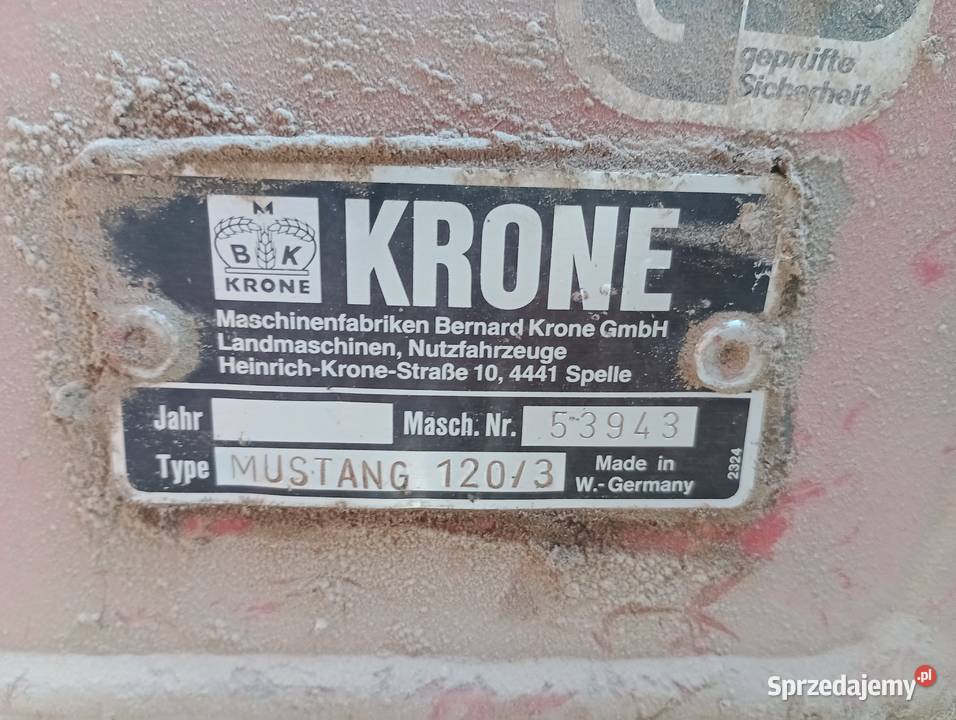 geprüfte
Sicherheit
M
B K
KRONE
KRONE
Maschinenfabriken Bernard Krone GmbH
Landmaschinen, Nutzfahrzeuge
Heinrich-Krone-Straße 10, 4441 Spelle
Jahr Masch. Nr. 53943
Type MUSTANG 120/3 Made in
W.-Germany
2324
Sprzedajemy.pl